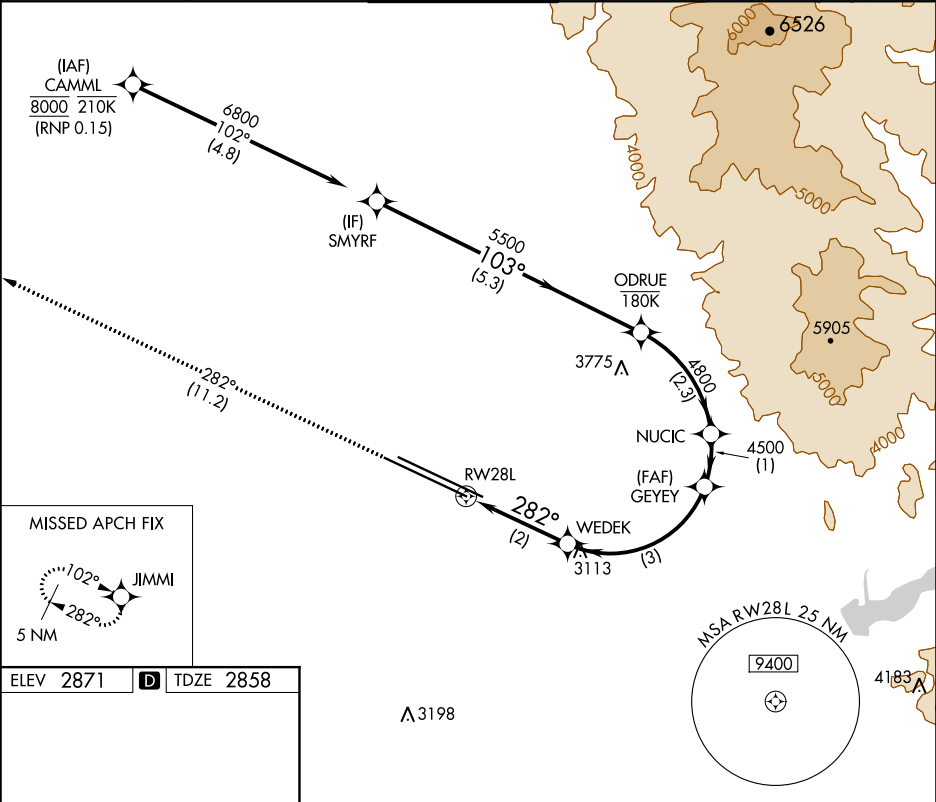 (IAF)
CAMML
8000 210K
(RNP 0.15)
6800
102°
(4.8)
(IF)
SMYRF
5500
103°
(5.3)
ODRUE
180K
3775
4800
(2.3)
NUCIC
4500
(1)
(FAF)
GEYEY
(3)
WEDEK
3113
282°
(2)
RW28L
282°
(11.2)
6000
6526
4000
5000
5905
5000
4000
MISSED APCH FIX
102°
JIMMI
282°
5 NM
ELEV 2871 D TDZE 2858
3198
MSA RW28L 25 NM
9400
4183